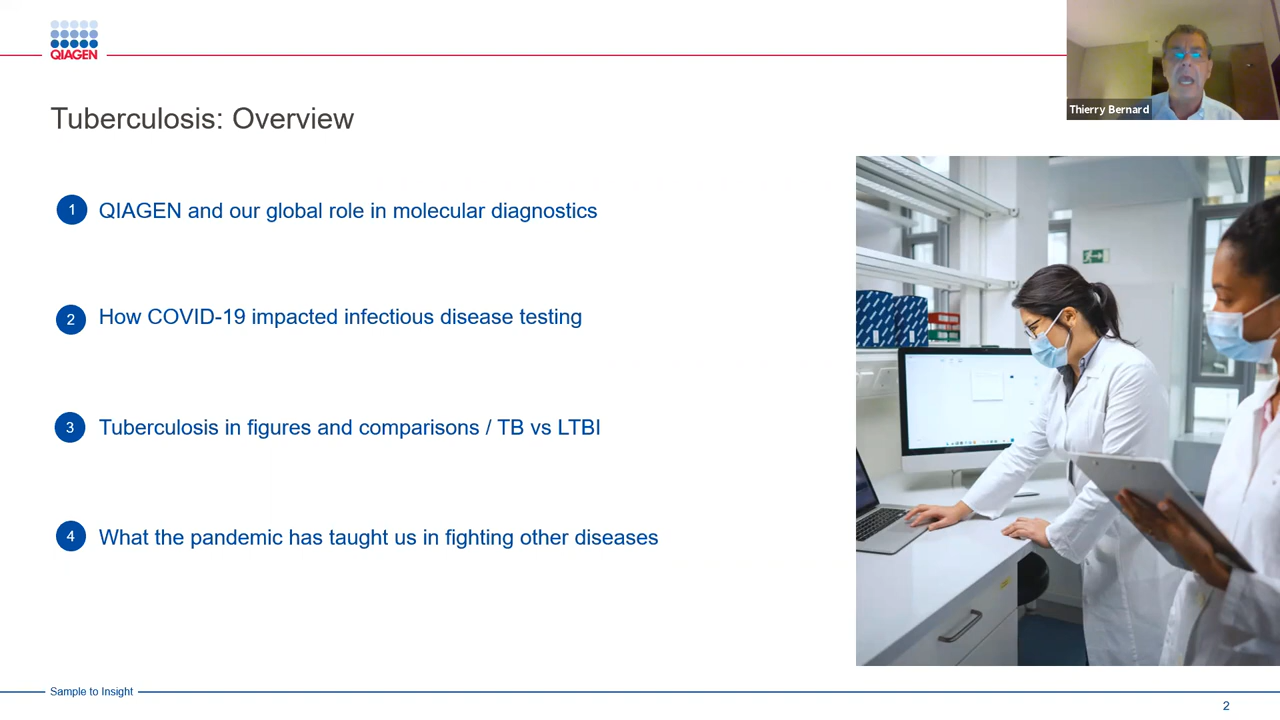 QIAGEN
Thierry Bernard
Tuberculosis: Overview
1 QIAGEN and our global role in molecular diagnostics
2 How COVID-19 impacted infectious disease testing
3 Tuberculosis in figures and comparisons / TB vs LTBI
4 What the pandemic has taught us in fighting other diseases
Sample to Insight
2